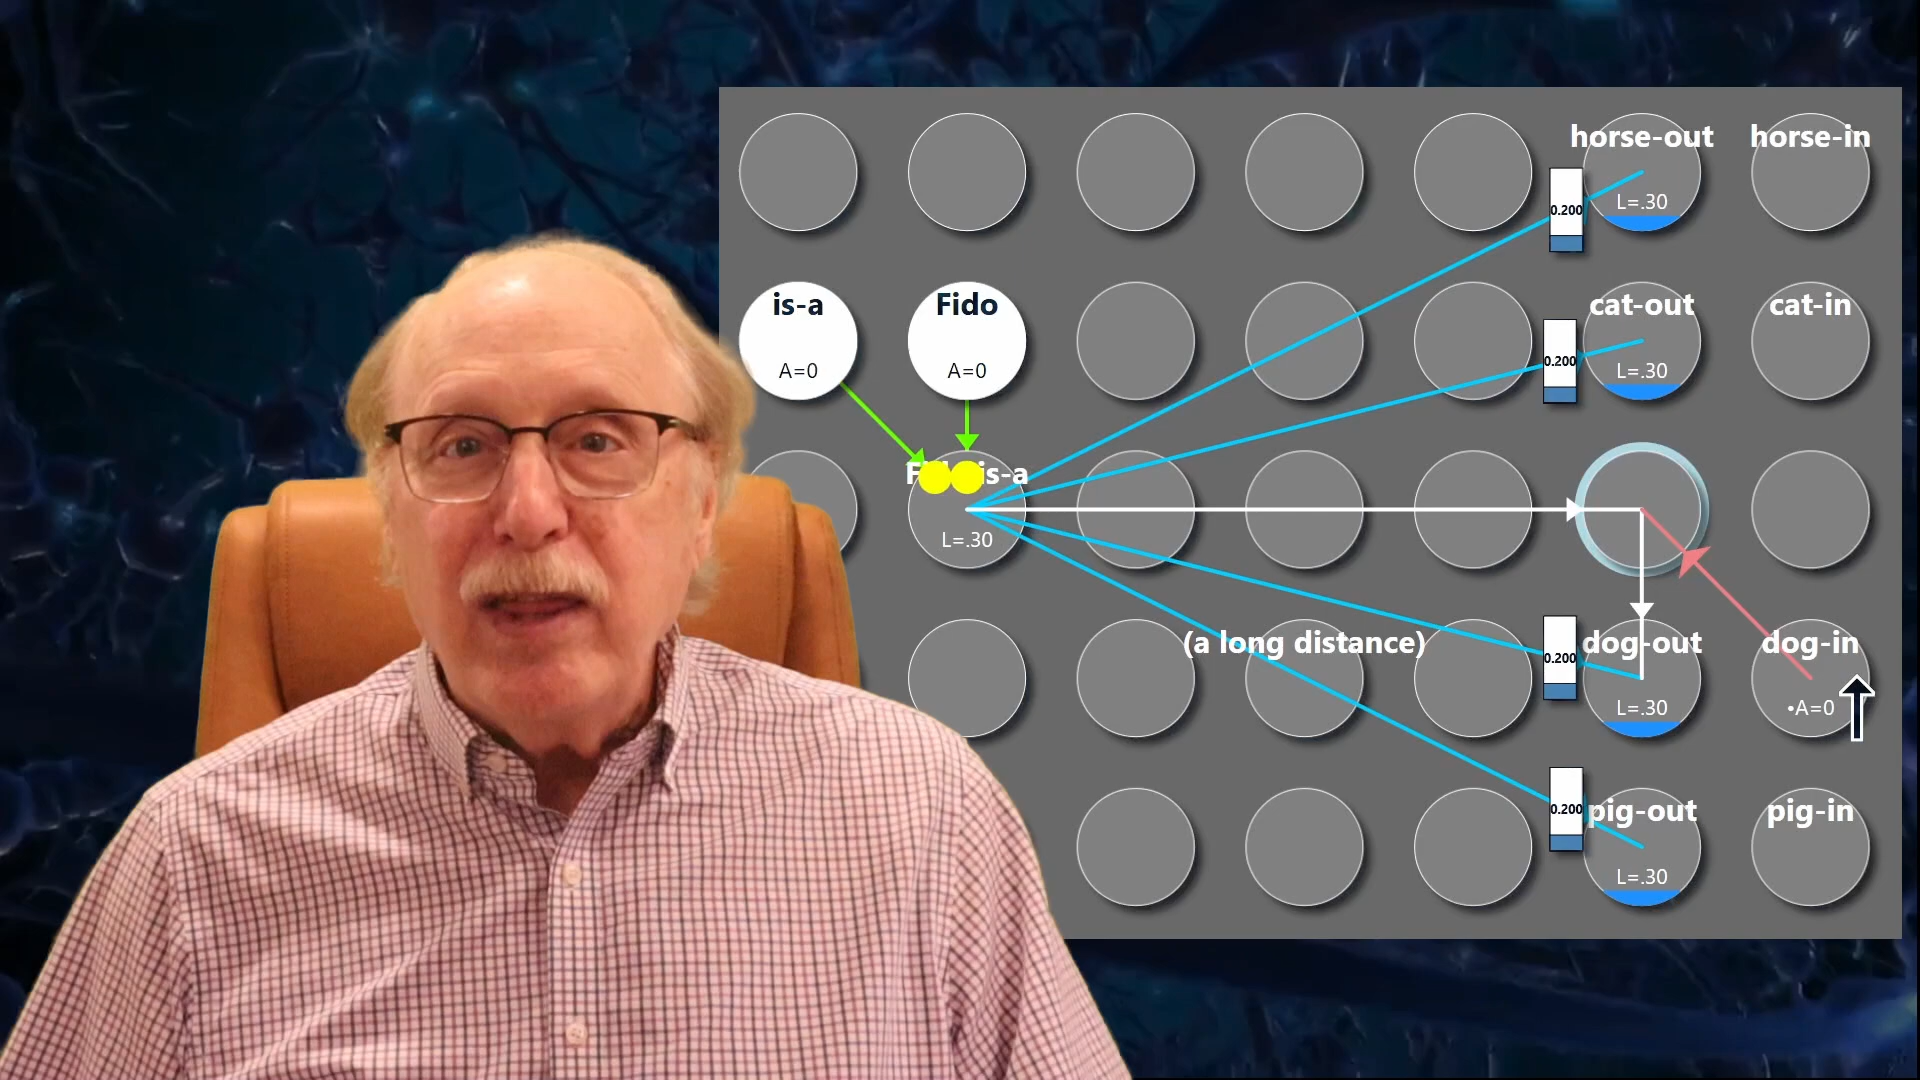 horse-out horse-in
0.200 L=.30
is-a Fido cat-out cat-in
A=0 A=0 0.200 L=.30
is-a
L=.30
(a long distance) 0.200 dog-out dog-in
L=.30 •A=0
0.200 pig-out pig-in
L=.30